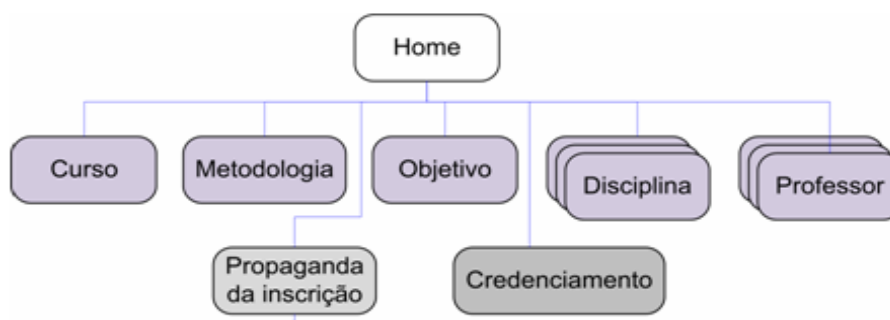 Home
Curso
Metodologia
Objetivo
Disciplina
Professor
Propaganda
da inscrição
Credenciamento